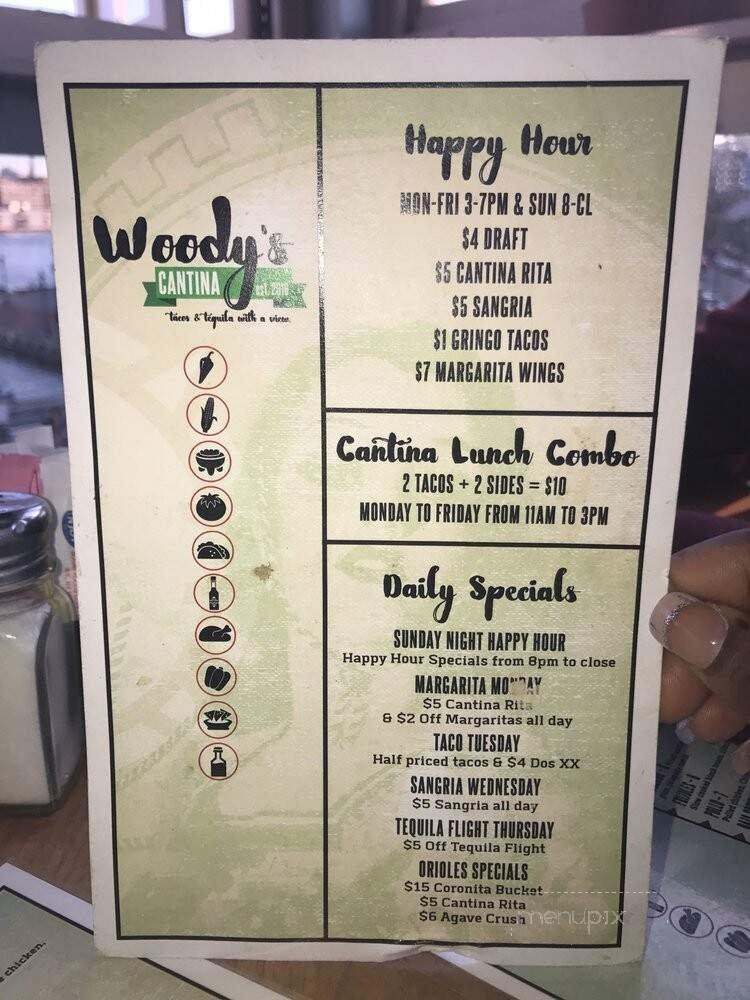 Woody's
CANTINA est. 2016
tacos & tequila with a view.
Happy Hour
MON-FRI 3-7PM & SUN 8-CL
$4 DRAFT
$5 CANTINA RITA
$5 SANGRIA
$1 GRINGO TACOS
$7 MARGARITA WINGS
Cantina Lunch Combo
2 TACOS + 2 SIDES = $10
MONDAY TO FRIDAY FROM 11AM TO 3PM
Daily Specials
SUNDAY NIGHT HAPPY HOUR
Happy Hour Specials from 8pm to close
MARGARITA MONDAY
$5 Cantina Rita
& $2 Off Margaritas all day
TACO TUESDAY
Half priced tacos & $4 Dos XX
SANGRIA WEDNESDAY
$5 Sangria all day
TEQUILA FLIGHT THURSDAY
$5 Off Tequila Flight
ORIOLES SPECIALS
$15 Coronita Bucket
$5 Cantina Rita
$6 Agave Crush
menupix
chicken.
FRIJOLES - 6
POLLO - 7